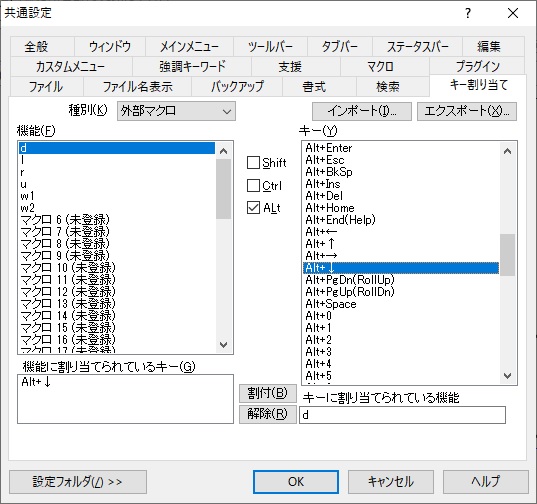 共通設定
全般 ウィンドウ メインメニュー ツールバー タブバー ステータスバー 編集
カスタムメニュー 強調キーワード 支援 マクロ プラグイン
ファイル ファイル名表示 バックアップ 書式 検索 キー割り当て
種別(K) 外部マクロ
インポート(I)... エクスポート(X)...
機能(F)
d
l
r
u
w1
w2
マクロ 6 (未登録)
マクロ 7 (未登録)
マクロ 8 (未登録)
マクロ 9 (未登録)
マクロ 10 (未登録)
マクロ 11 (未登録)
マクロ 12 (未登録)
マクロ 13 (未登録)
マクロ 14 (未登録)
マクロ 15 (未登録)
マクロ 16 (未登録)
マクロ 17 (未登録)
Shift
Ctrl
ALt
キー(Y)
Alt+Enter
Alt+Esc
Alt+BkSp
Alt+Ins
Alt+Del
Alt+Home
Alt+End(Help)
Alt+←
Alt+↑
Alt+→
Alt+↓
Alt+PgDn(RollUp)
Alt+PgUp(RollDn)
Alt+Space
Alt+0
Alt+1
Alt+2
Alt+3
Alt+4
Alt+5
機能に割り当てられているキー(G)
Alt+↓
割付(B)
解除(R)
キーに割り当てられている機能
d
設定フォルダ(/) >>
OK
キャンセル
ヘルプ